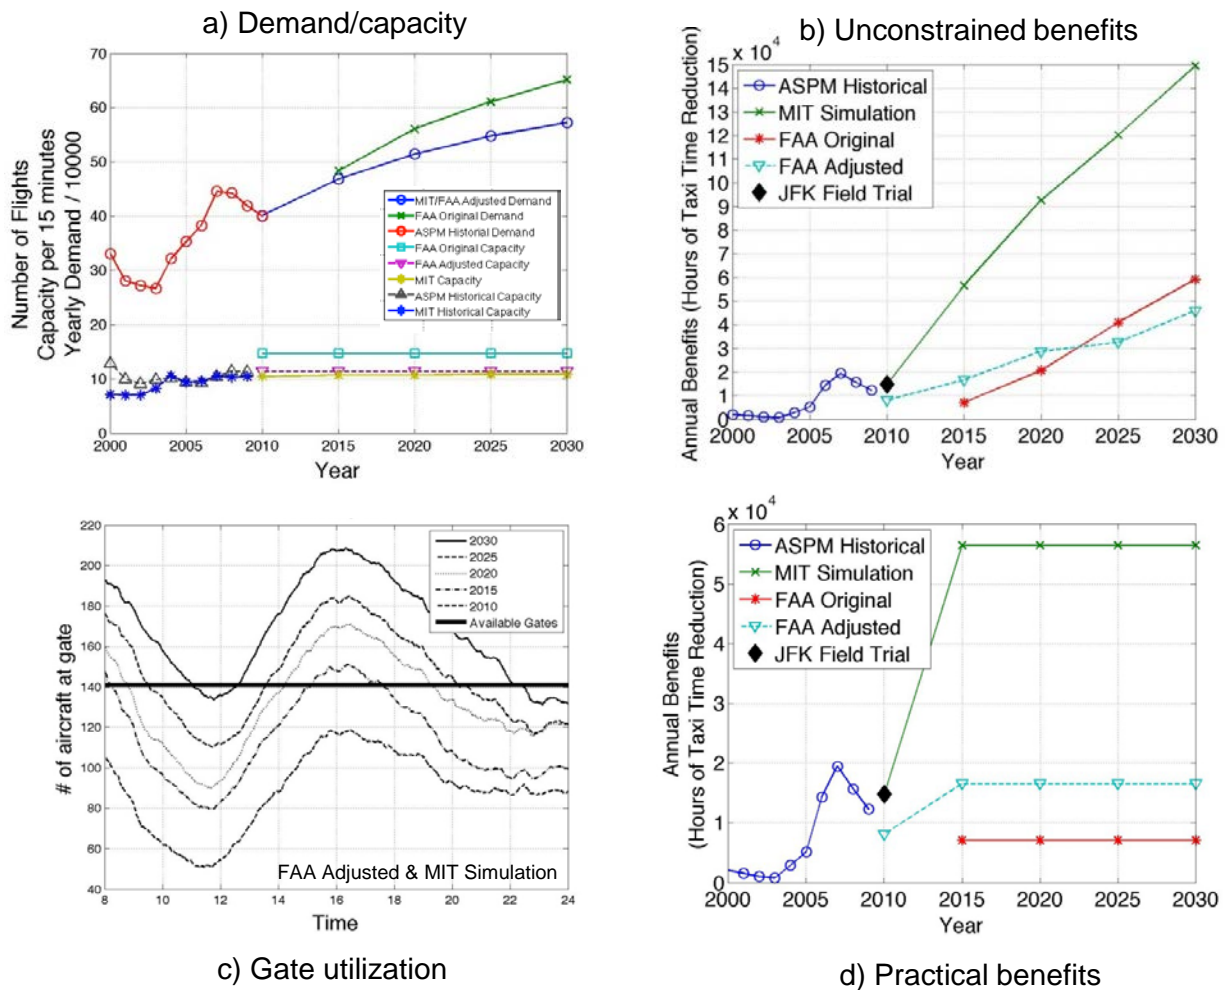 a) Demand/capacity
Number of Flights
Capacity per 15 minutes
Yearly Demand / 10000
70
60
50
40
30
20
10
0
MIT/FAA Adjusted Demand
FAA Original Demand
ASPM Historial Demand
FAA Original Capacity
FAA Adjusted Capacity
MIT Capacity
ASPM Historical Capacity
MIT Historical Capacity
2000 2005 2010 2015 2020 2025 2030
Year
b) Unconstrained benefits
Annual Benefits (Hours of Taxi Time Reduction)
x 10⁴
15
14
13
12
11
10
9
8
7
6
5
4
3
2
1
0
ASPM Historical
MIT Simulation
FAA Original
FAA Adjusted
JFK Field Trial
2000 2005 2010 2015 2020 2025 2030
Year
# of aircraft at gate
220
200
180
160
140
120
100
80
60
40
2030
2025
2020
2015
2010
Available Gates
FAA Adjusted & MIT Simulation
8 10 12 14 16 18 20 22 24
Time
c) Gate utilization
Annual Benefits
(Hours of Taxi Time Reduction)
x 10⁴
6
5
4
3
2
1
0
ASPM Historical
MIT Simulation
FAA Original
FAA Adjusted
JFK Field Trial
2000 2005 2010 2015 2020 2025 2030
Year
d) Practical benefits